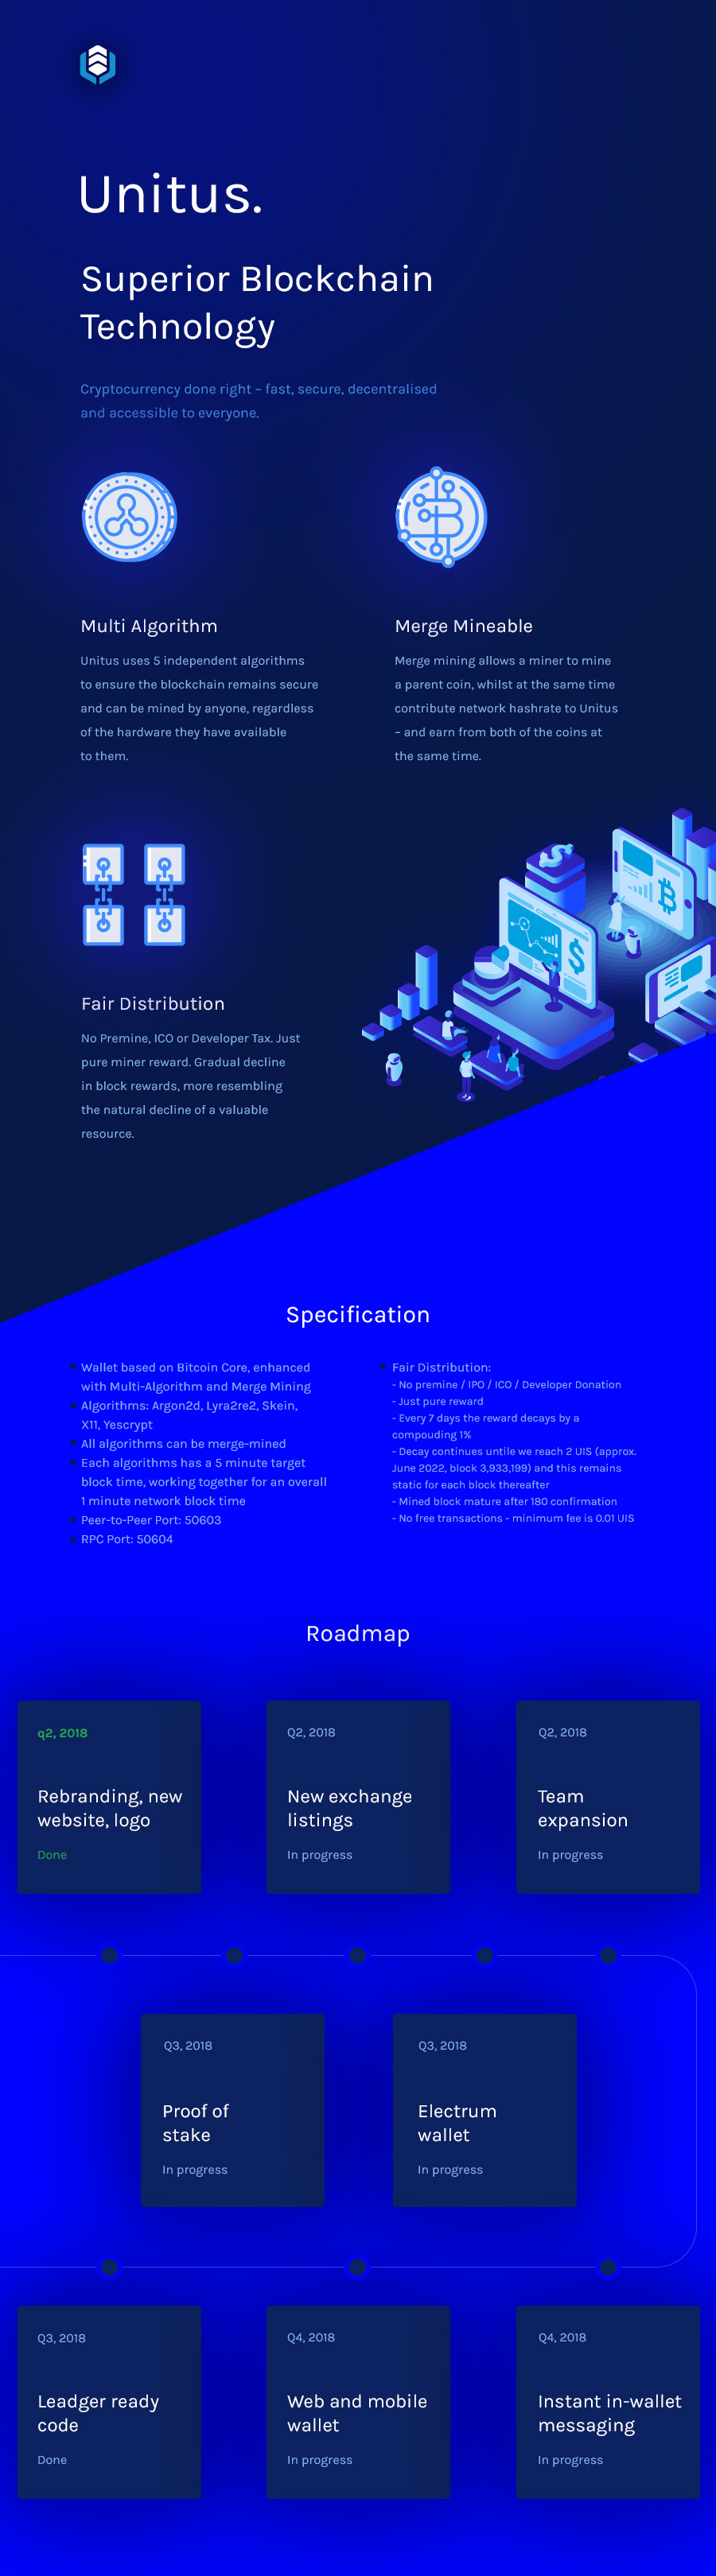 Unitus.
Superior Blockchain
Technology
Cryptocurrency done right – fast, secure, decentralised
and accessible to everyone.
Multi Algorithm
Unitus uses 5 independent algorithms
to ensure the blockchain remains secure
and can be mined by anyone, regardless
of the hardware they have available
to them.
Merge Mineable
Merge mining allows a miner to mine
a parent coin, whilst at the same time
contribute network hashrate to Unitus
– and earn from both of the coins at
the same time.
Fair Distribution
No Premine, ICO or Developer Tax. Just
pure miner reward. Gradual decline
in block rewards, more resembling
the natural decline of a valuable
resource.
Specification
Wallet based on Bitcoin Core, enhanced
with Multi-Algorithm and Merge Mining
Algorithms: Argon2d, Lyra2re2, Skein,
X11, Yescrypt
All algorithms can be merge-mined
Each algorithms has a 5 minute target
block time, working together for an overall
1 minute network block time
Peer-to-Peer Port: 50603
RPC Port: 50604
Fair Distribution:
- No premine / IPO / ICO / Developer Donation
- Just pure reward
- Every 7 days the reward decays by a
compouding 1%
- Decay continues untile we reach 2 UIS (approx.
June 2022, block 3,933,199) and this remains
static for each block thereafter
- Mined block mature after 180 confirmation
- No free transactions - minimum fee is 0.01 UIS
Roadmap
q2, 2018
Rebranding, new
website, logo
Done
Q2, 2018
New exchange
listings
In progress
Q2, 2018
Team
expansion
In progress
Q3, 2018
Proof of
stake
In progress
Q3, 2018
Electrum
wallet
In progress
Q3, 2018
Leadger ready
code
Done
Q4, 2018
Web and mobile
wallet
In progress
Q4, 2018
Instant in-wallet
messaging
In progress